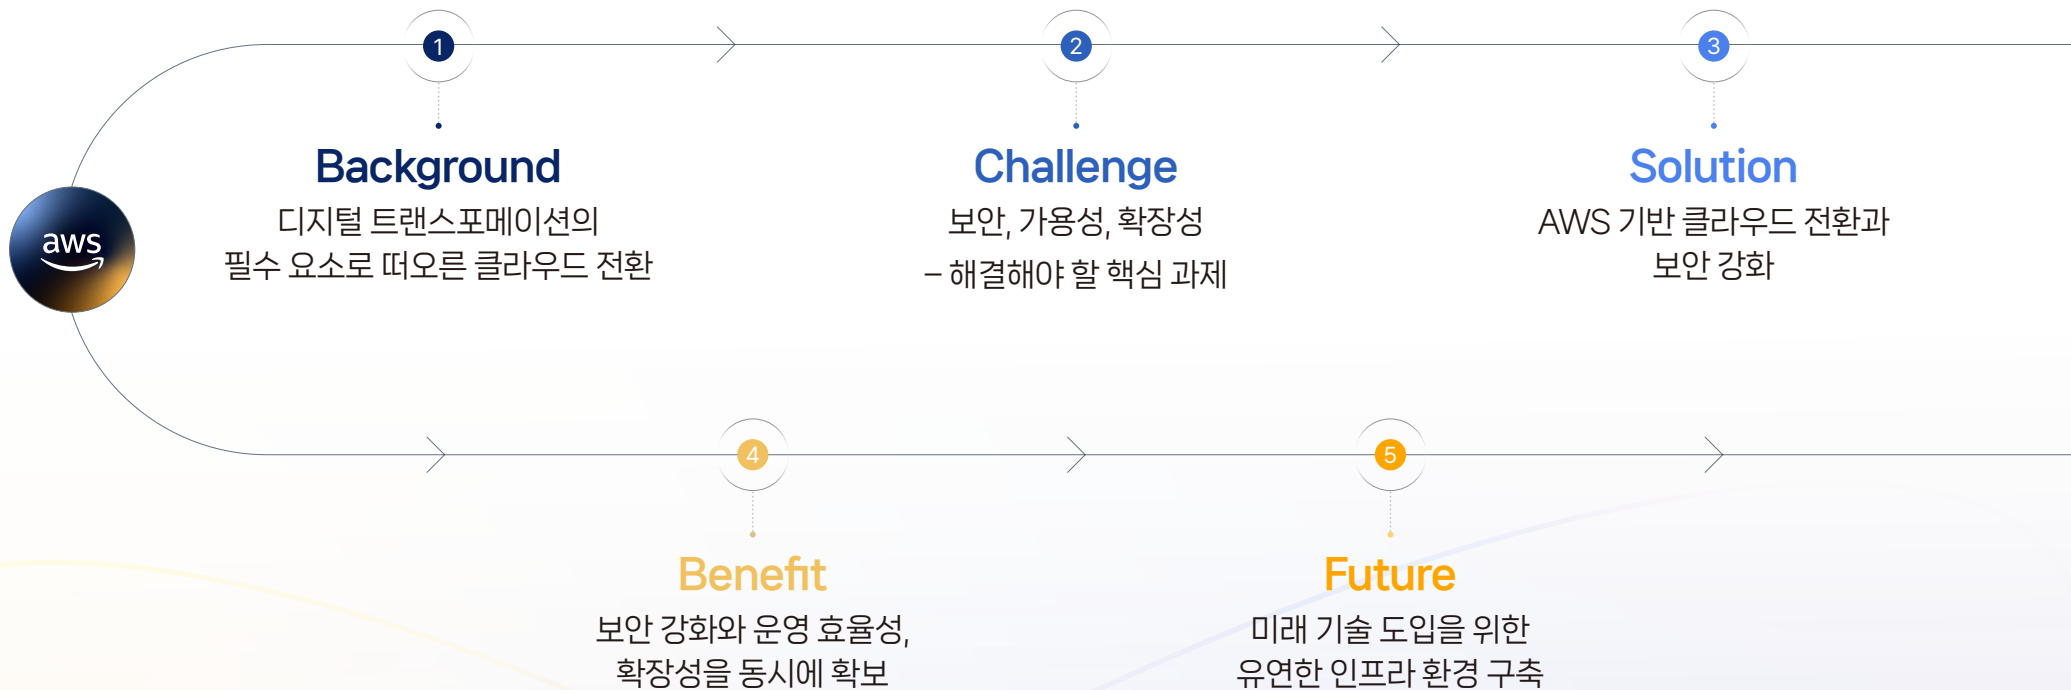 aws
1
Background
디지털 트랜스포메이션의
필수 요소로 떠오른 클라우드 전환
2
Challenge
보안, 가용성, 확장성
– 해결해야 할 핵심 과제
3
Solution
AWS 기반 클라우드 전환과
보안 강화
4
Benefit
보안 강화와 운영 효율성,
확장성을 동시에 확보
5
Future
미래 기술 도입을 위한
유연한 인프라 환경 구축